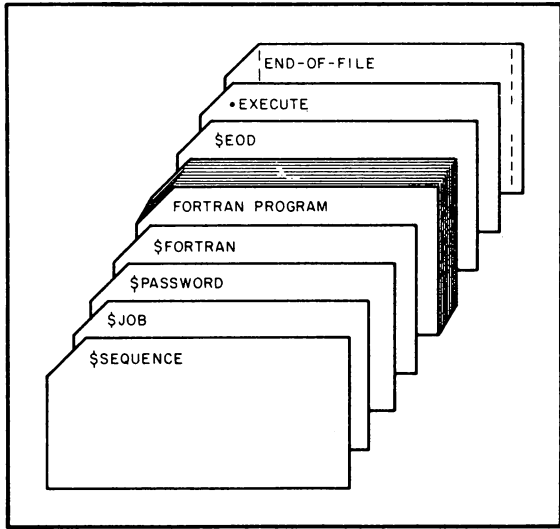 END-OF-FILE
•EXECUTE
$EOD
FORTRAN PROGRAM
$FORTRAN
$PASSWORD
$JOB
$SEQUENCE